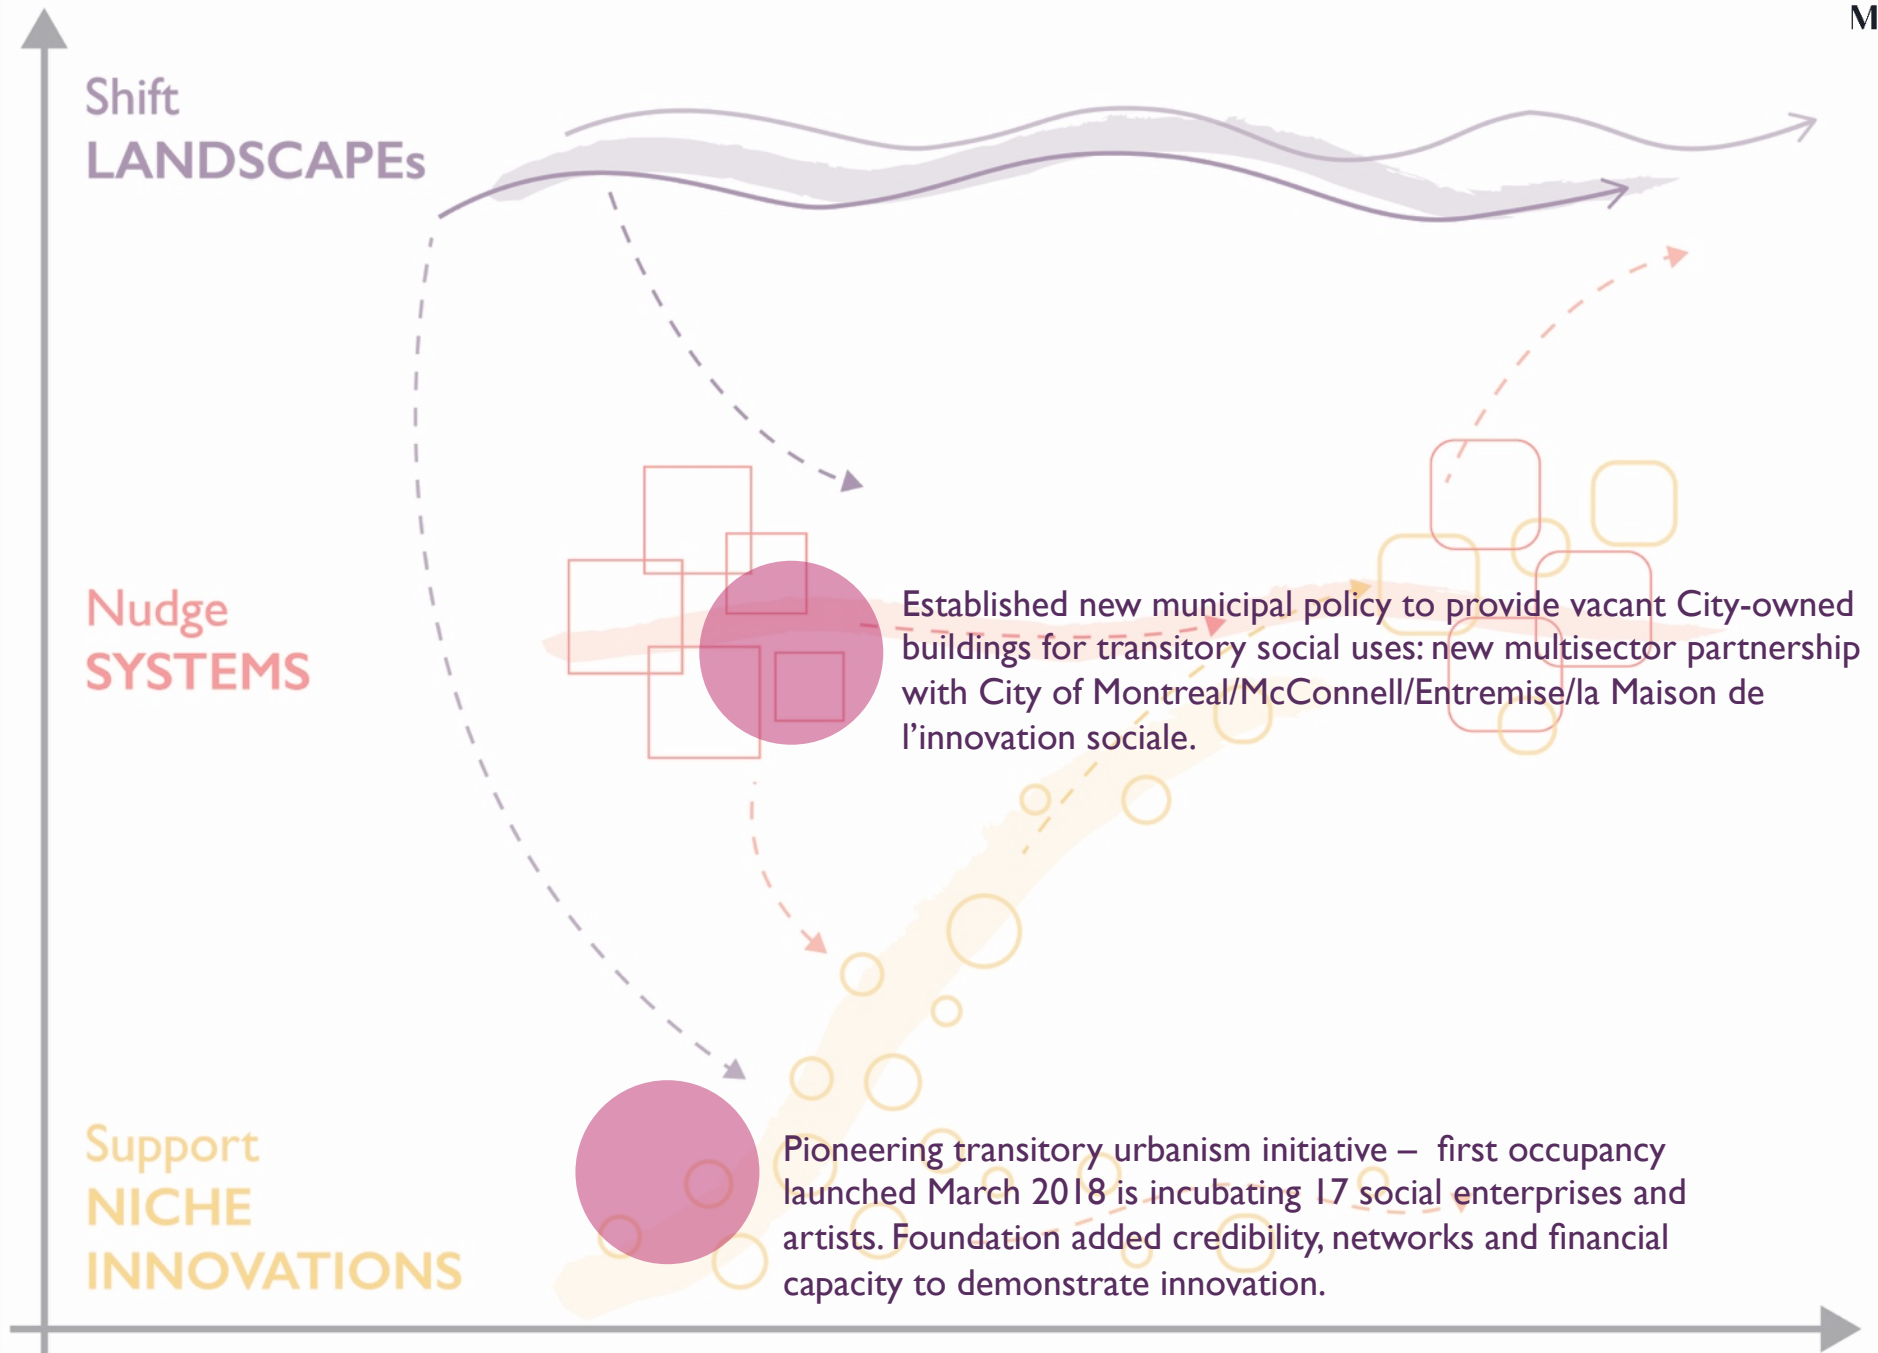 M
Shift
LANDSCAPEs
Nudge
SYSTEMS
Established new municipal policy to provide vacant City-owned
buildings for transitory social uses: new multisector partnership
with City of Montreal/McConnell/Entremise/la Maison de
l’innovation sociale.
Support
NICHE
INNOVATIONS
Pioneering transitory urbanism initiative –  first occupancy
launched March 2018 is incubating 17 social enterprises and
artists. Foundation added credibility, networks and financial
capacity to demonstrate innovation.